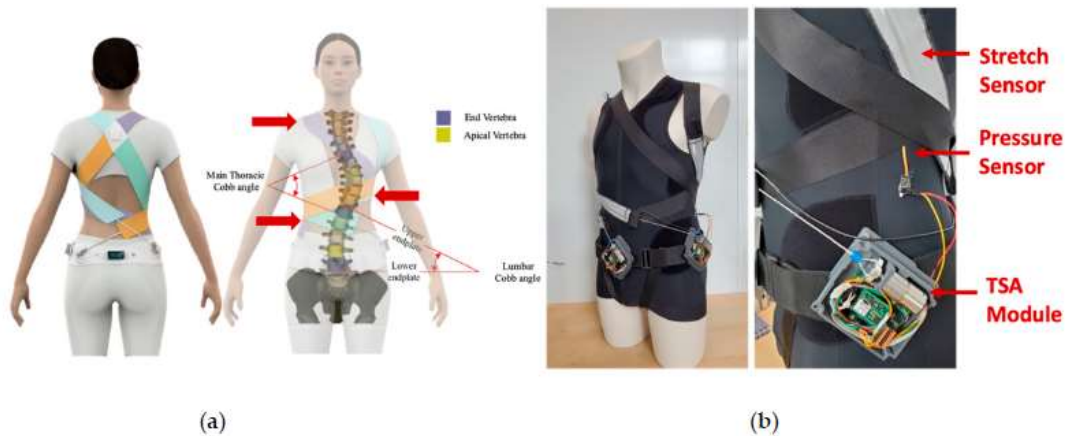 End Vertebra
Apical Vertebra
Main Thoracic
Cobb angle
Upper
endplate
Lower
endplate
Lumbar
Cobb angle
Stretch
Sensor
Pressure
Sensor
TSA
Module
(a)
(b)